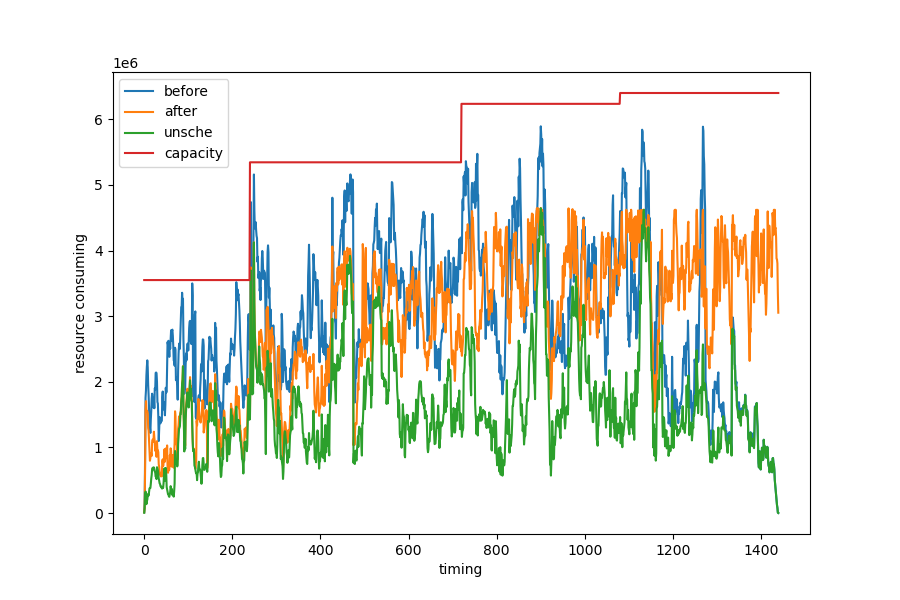 1e6
before
after
unsche
capacity
6
5
4
3
2
1
0
resource consuming
0 200 400 600 800 1000 1200 1400
timing